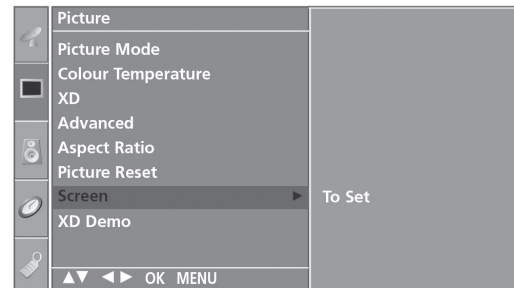 Picture
Picture Mode
Colour Temperature
XD
Advanced
Aspect Ratio
Picture Reset
Screen ► To Set
XD Demo
▲▼ ◄► OK MENU